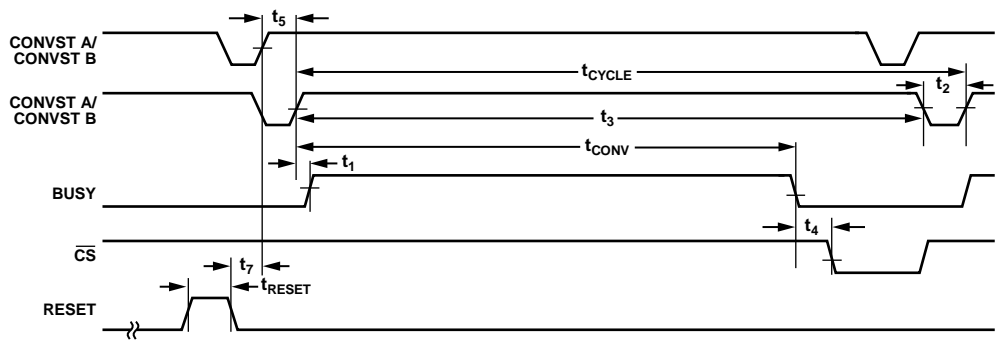 t5
CONVST A/
CONVST B
tCYCLE
t2
CONVST A/
CONVST B
t3
tCONV
t1
BUSY
t4
CS
t7
tRESET
RESET